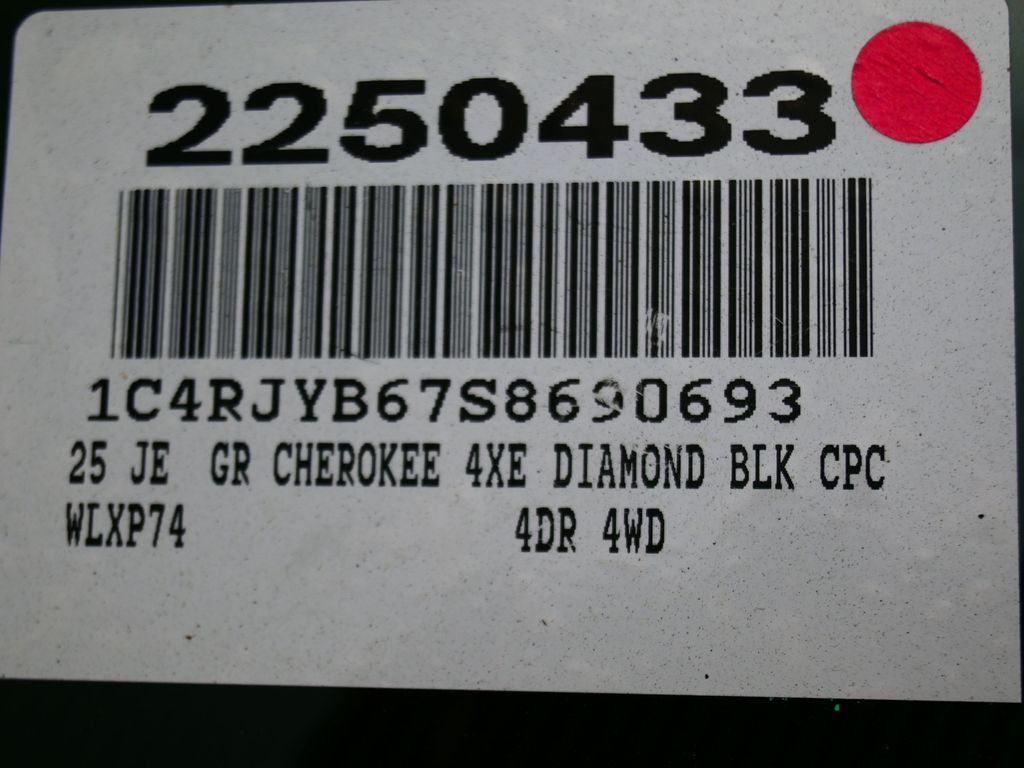 2250433
1C4RJYB67S8690693
25 JE GR CHEROKEE 4XE DIAMOND BLK CPC
WLXP74 4DR 4WD